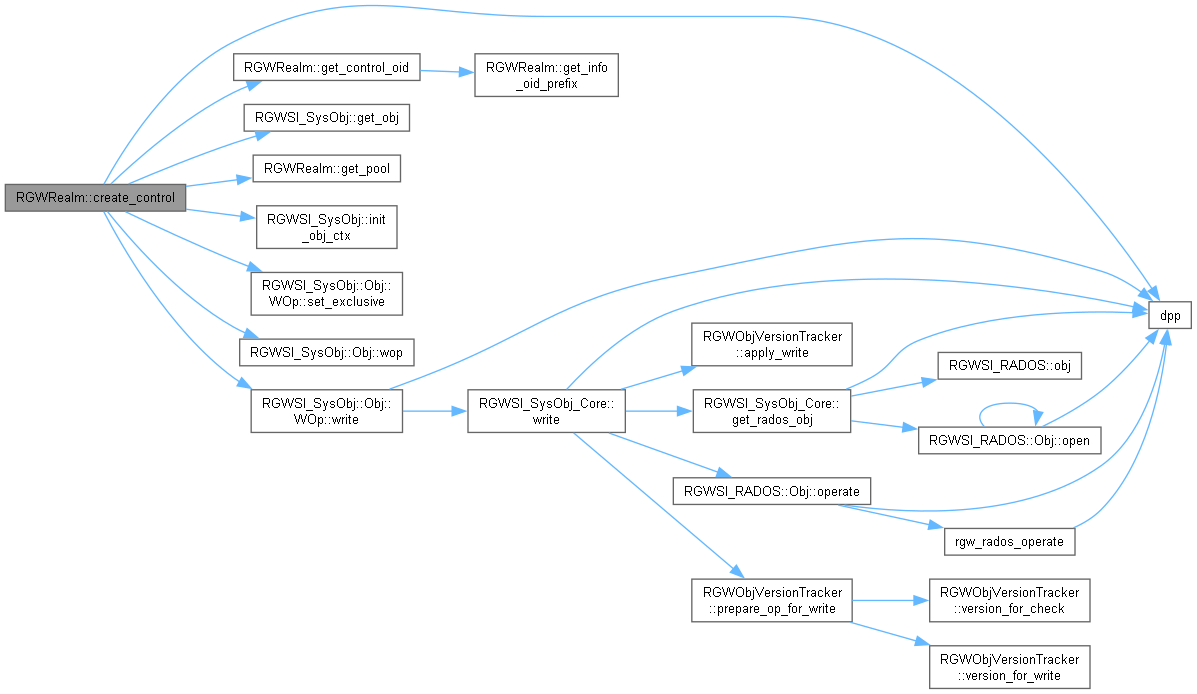 RGWRealm::create_control
RGWRealm::get_control_oid
RGWRealm::get_info
_oid_prefix
RGWSI_SysObj::get_obj
RGWRealm::get_pool
RGWSI_SysObj::init
_obj_ctx
RGWSI_SysObj::Obj::
WOp::set_exclusive
RGWSI_SysObj::Obj::wop
RGWSI_SysObj::Obj::
WOp::write
RGWSI_SysObj_Core::
write
RGWObjVersionTracker
::apply_write
RGWSI_SysObj_Core::
get_rados_obj
RGWSI_RADOS::obj
RGWSI_RADOS::Obj::open
dpp
RGWSI_RADOS::Obj::operate
rgw_rados_operate
RGWObjVersionTracker
::prepare_op_for_write
RGWObjVersionTracker
::version_for_check
RGWObjVersionTracker
::version_for_write